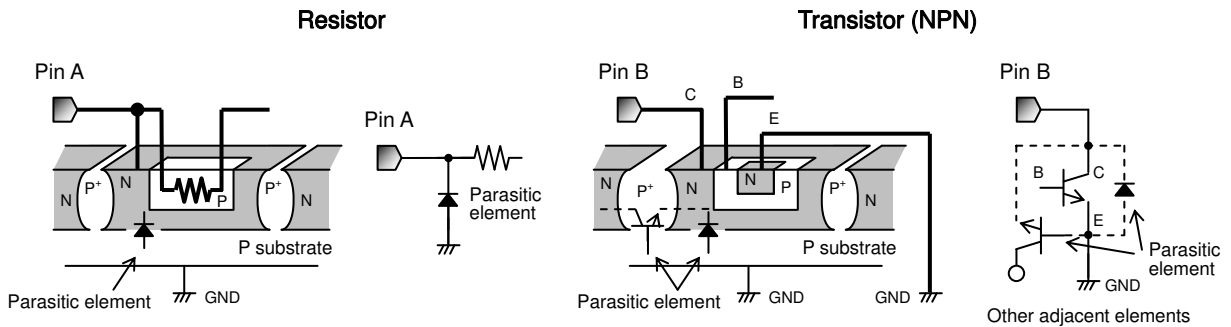 Resistor
Transistor (NPN)
Pin A
Pin A
N
P+
N
P
P+
N
Parasitic
element
P substrate
Parasitic element
GND
Pin B
C
B
E
N
P+
N
N
P
P+
N
P substrate
Parasitic element
GND
GND
Pin B
B
C
E
Parasitic
element
Other adjacent elements